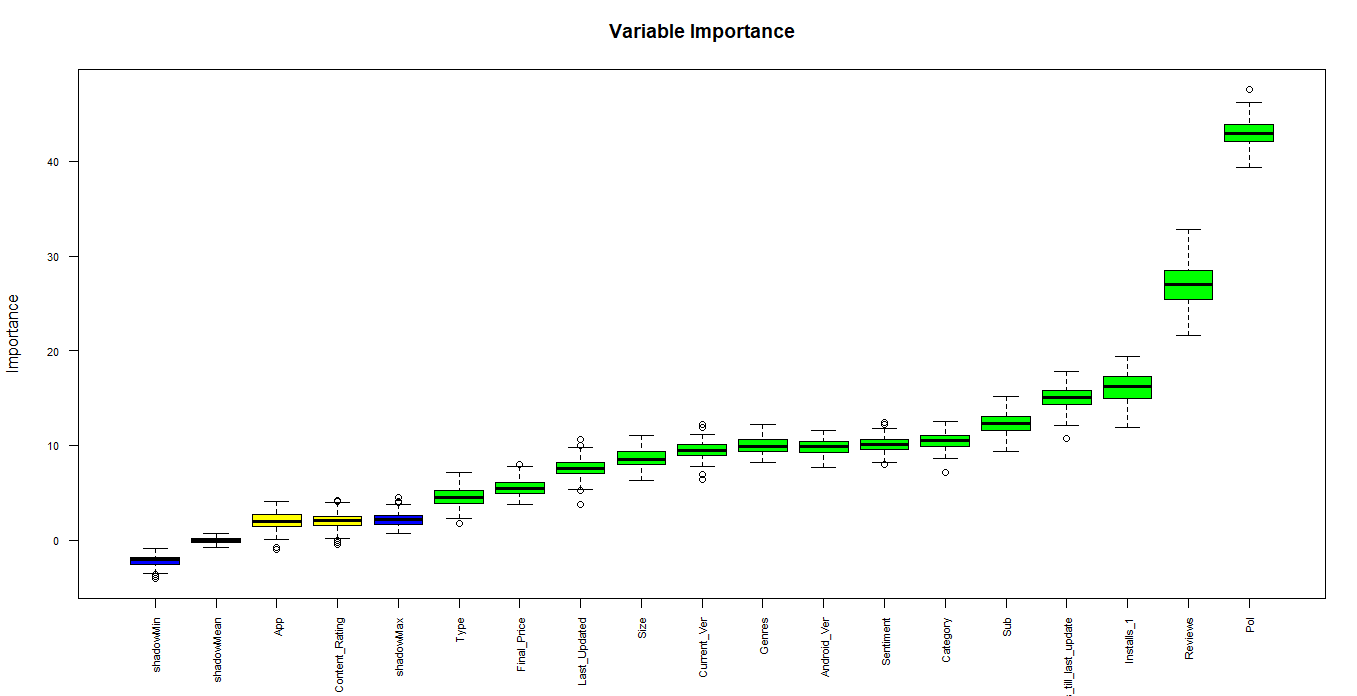 Variable Importance
Importance
40
30
20
10
0
shadowMin
shadowMean
App
Content_Rating
shadowMax
Type
Final_Price
Last_Updated
Size
Current_Ver
Genres
Android_Ver
Sentiment
Category
Sub
_till_last_update
Installs_1
Reviews
Pol